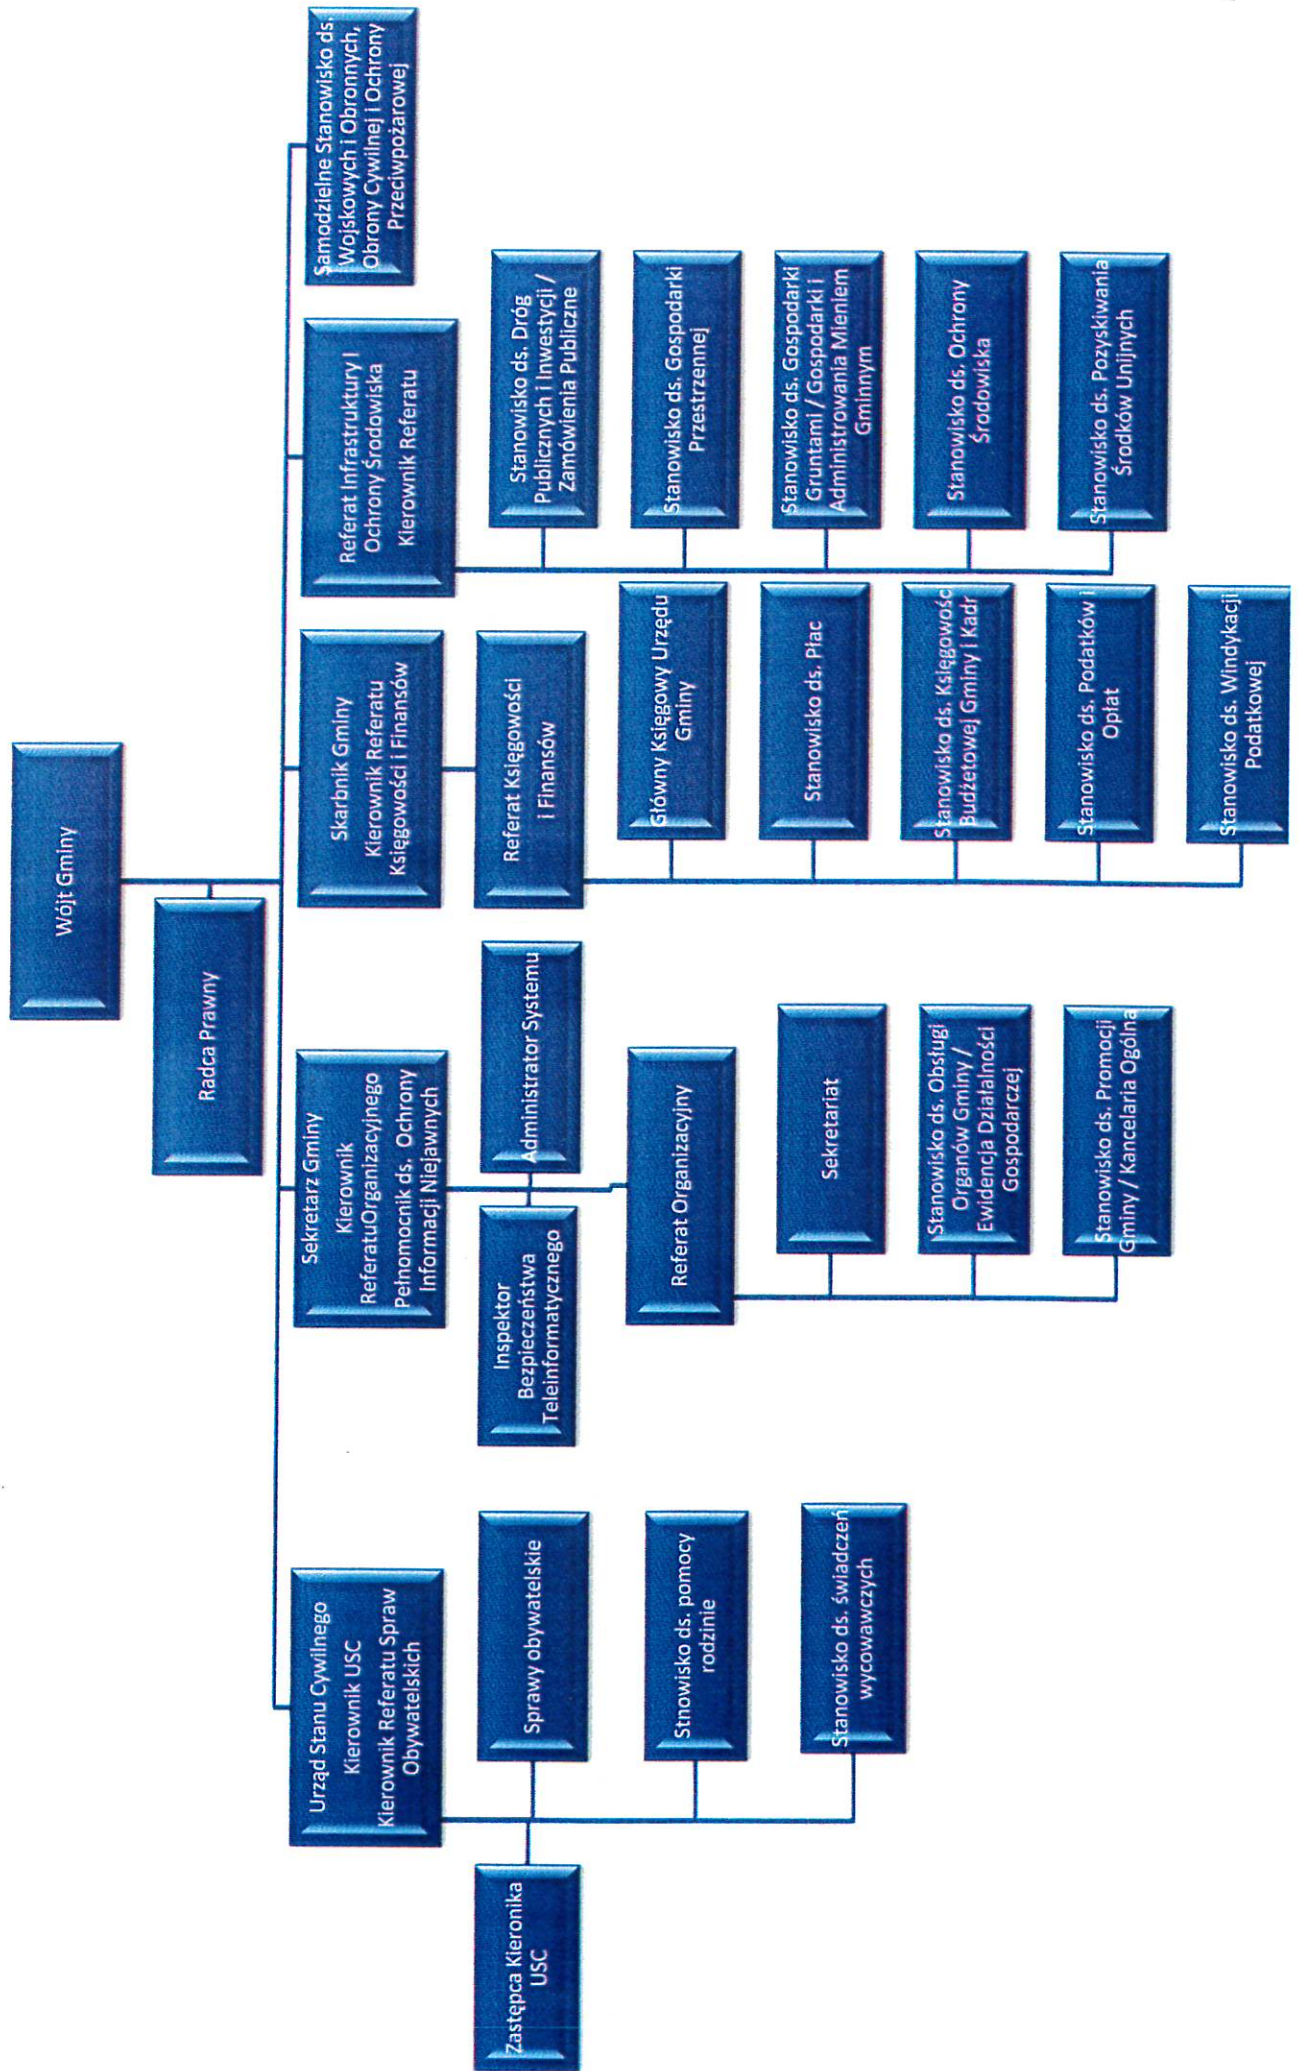 Wójt Gminy
Radca Prawny
Urząd Stanu Cywilnego
Kierownik USC
Kierownik Referatu Spraw
Obywatelskich
Zastępca Kieronika
USC
Sprawy obywatelskie
Stnowisko ds. pomocy
rodzinie
Stanowisko ds. świadczeń
wycowawczych
Sekretarz Gminy
Kierownik
ReferatuOrganizacyjnego
Pełnomocnik ds. Ochrony
Informacji Niejawnych
Inspektor
Bezpieczeństwa
Teleinformatycznego
Administrator Systemu
Referat Organizacyjny
Sekretariat
Stanowisko ds. Obsługi
Organów Gminy /
Ewidencja Działalności
Gospodarczej
Stanowisko ds. Promocji
Gminy / Kancelaria Ogólna
Skarbnik Gminy
Kierownik Referatu
Księgowości i Finansów
Referat Księgowości
i Finansów
Główny Księgowy Urzędu
Gminy
Stanowisko ds. Płac
Stanowisko ds. Księgowośc
Budżetowej Gminy i Kadr
Stanowisko ds. Podatków i
Opłat
Stanowisko ds. Windykacji
Podatkowej
Referat Infrastruktury I
Ochrony Środowiska
Kierownik Referatu
Stanowisko ds. Dróg
Publicznych i Inwestycji /
Zamówienia Publiczne
Stanowisko ds. Gospodarki
Przestrzennej
Stanowisko ds. Gospodarki
Gruntami / Gospodarki i
Administrowania Mieniem
Gminnym
Stanowisko ds. Ochrony
Środowiska
Stanowisko ds. Pozyskiwania
Środków Unijnych
Samodzielne Stanowisko ds.
Wojskowych i Obronnych,
Obrony Cywilnej i Ochrony
Przeciwpożarowej